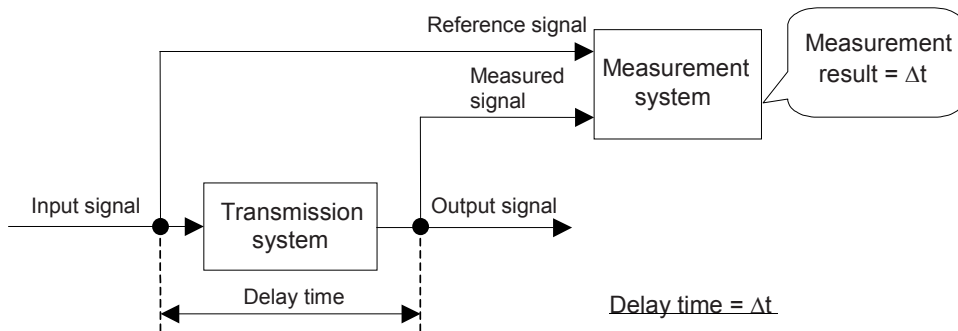 Reference signal
Measured
signal
Measurement
system
Measurement
result = Δt
Input signal
Transmission
system
Output signal
Delay time
Delay time = Δt